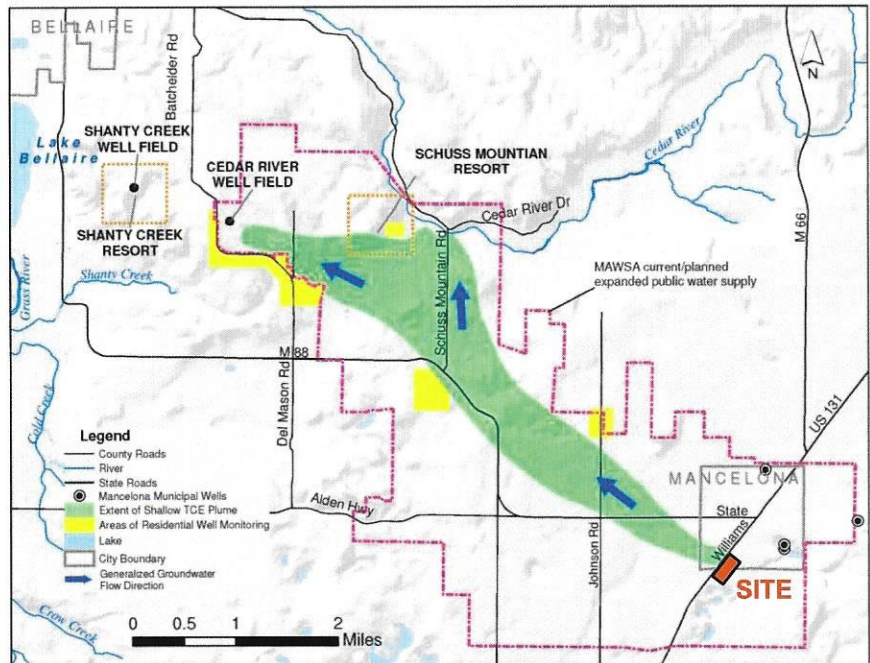 BELLAIRE
Batchelder Rd
N
Lake
Bellaire
SHANTY CREEK
WELL FIELD
CEDAR RIVER
WELL FIELD
SCHUSS MOUNTIAN
RESORT
Cedar River
M 66
SHANTY CREEK
RESORT
Cedar River Dr
Grass River
Shanty Creek
Schuss Mountain Rd
MAWSA current/planned
expanded public water
supply
M 88
Del Mason Rd
US 131
Cold Creek
Legend
County Roads
River
State Roads
Mancelona Municipal Wells
Extent of Shallow TCE Plume
Areas of Residential Well Monitoring
Lake
City Boundary
Generalized Groundwater
Flow Direction
Alden Hwy
Johnson Rd
MANCELONA
State
Williams
SITE
Crow Creek
0 0.5 1 2
Miles